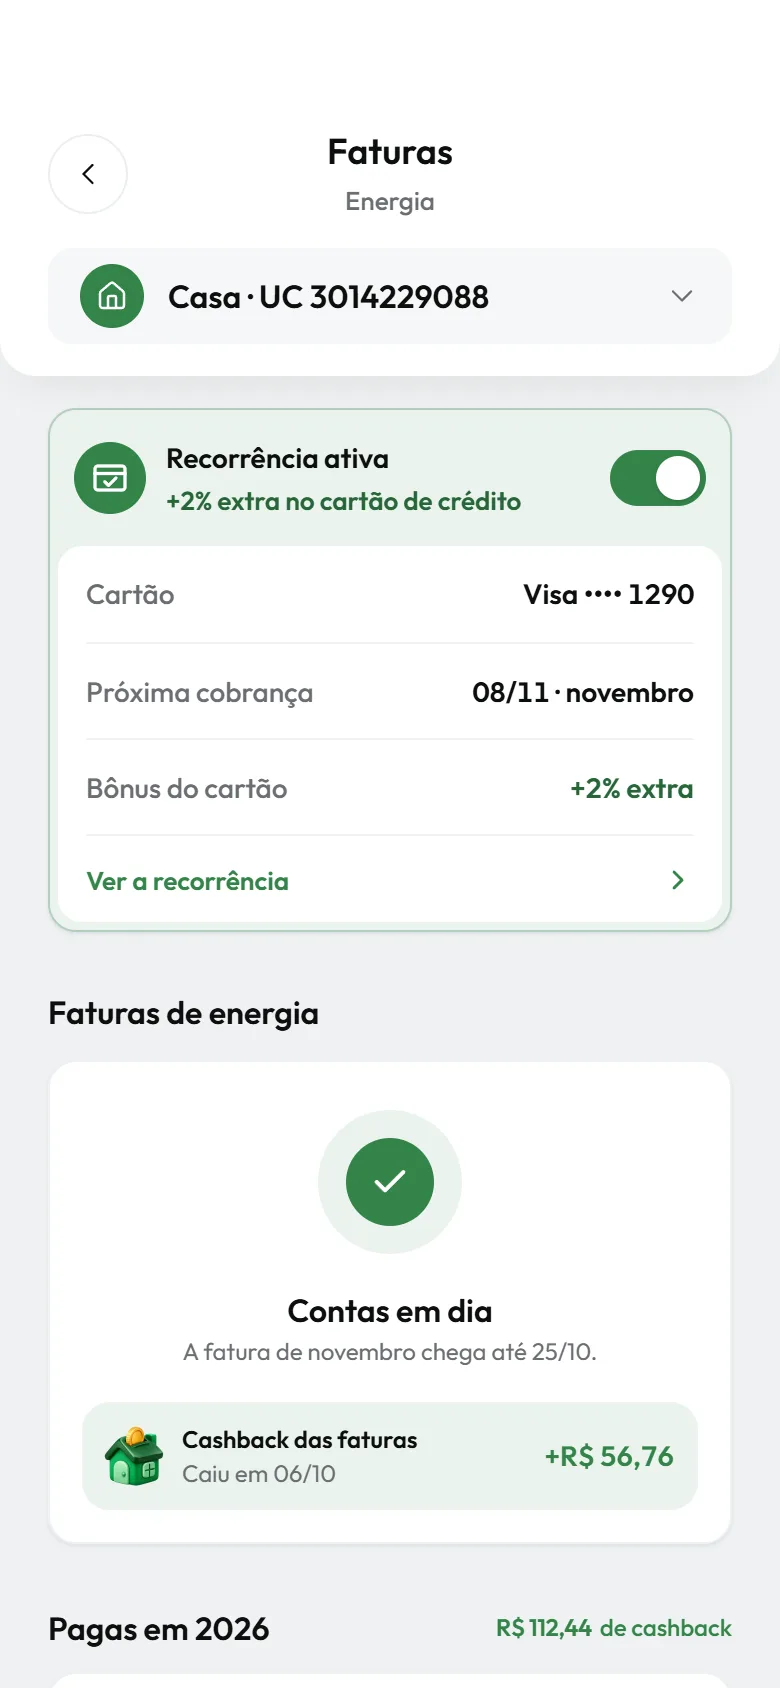 Faturas
Energia
Casa · UC 3014229088
Recorrência ativa
+2% extra no cartão de crédito
Cartão
Visa •••• 1290
Próxima cobrança
08/11 · novembro
Bônus do cartão
+2% extra
Ver a recorrência
Faturas de energia
Contas em dia
A fatura de novembro chega até 25/10.
Cashback das faturas
Caiu em 06/10
+R$ 56,76
Pagas em 2026
R$ 112,44 de cashback